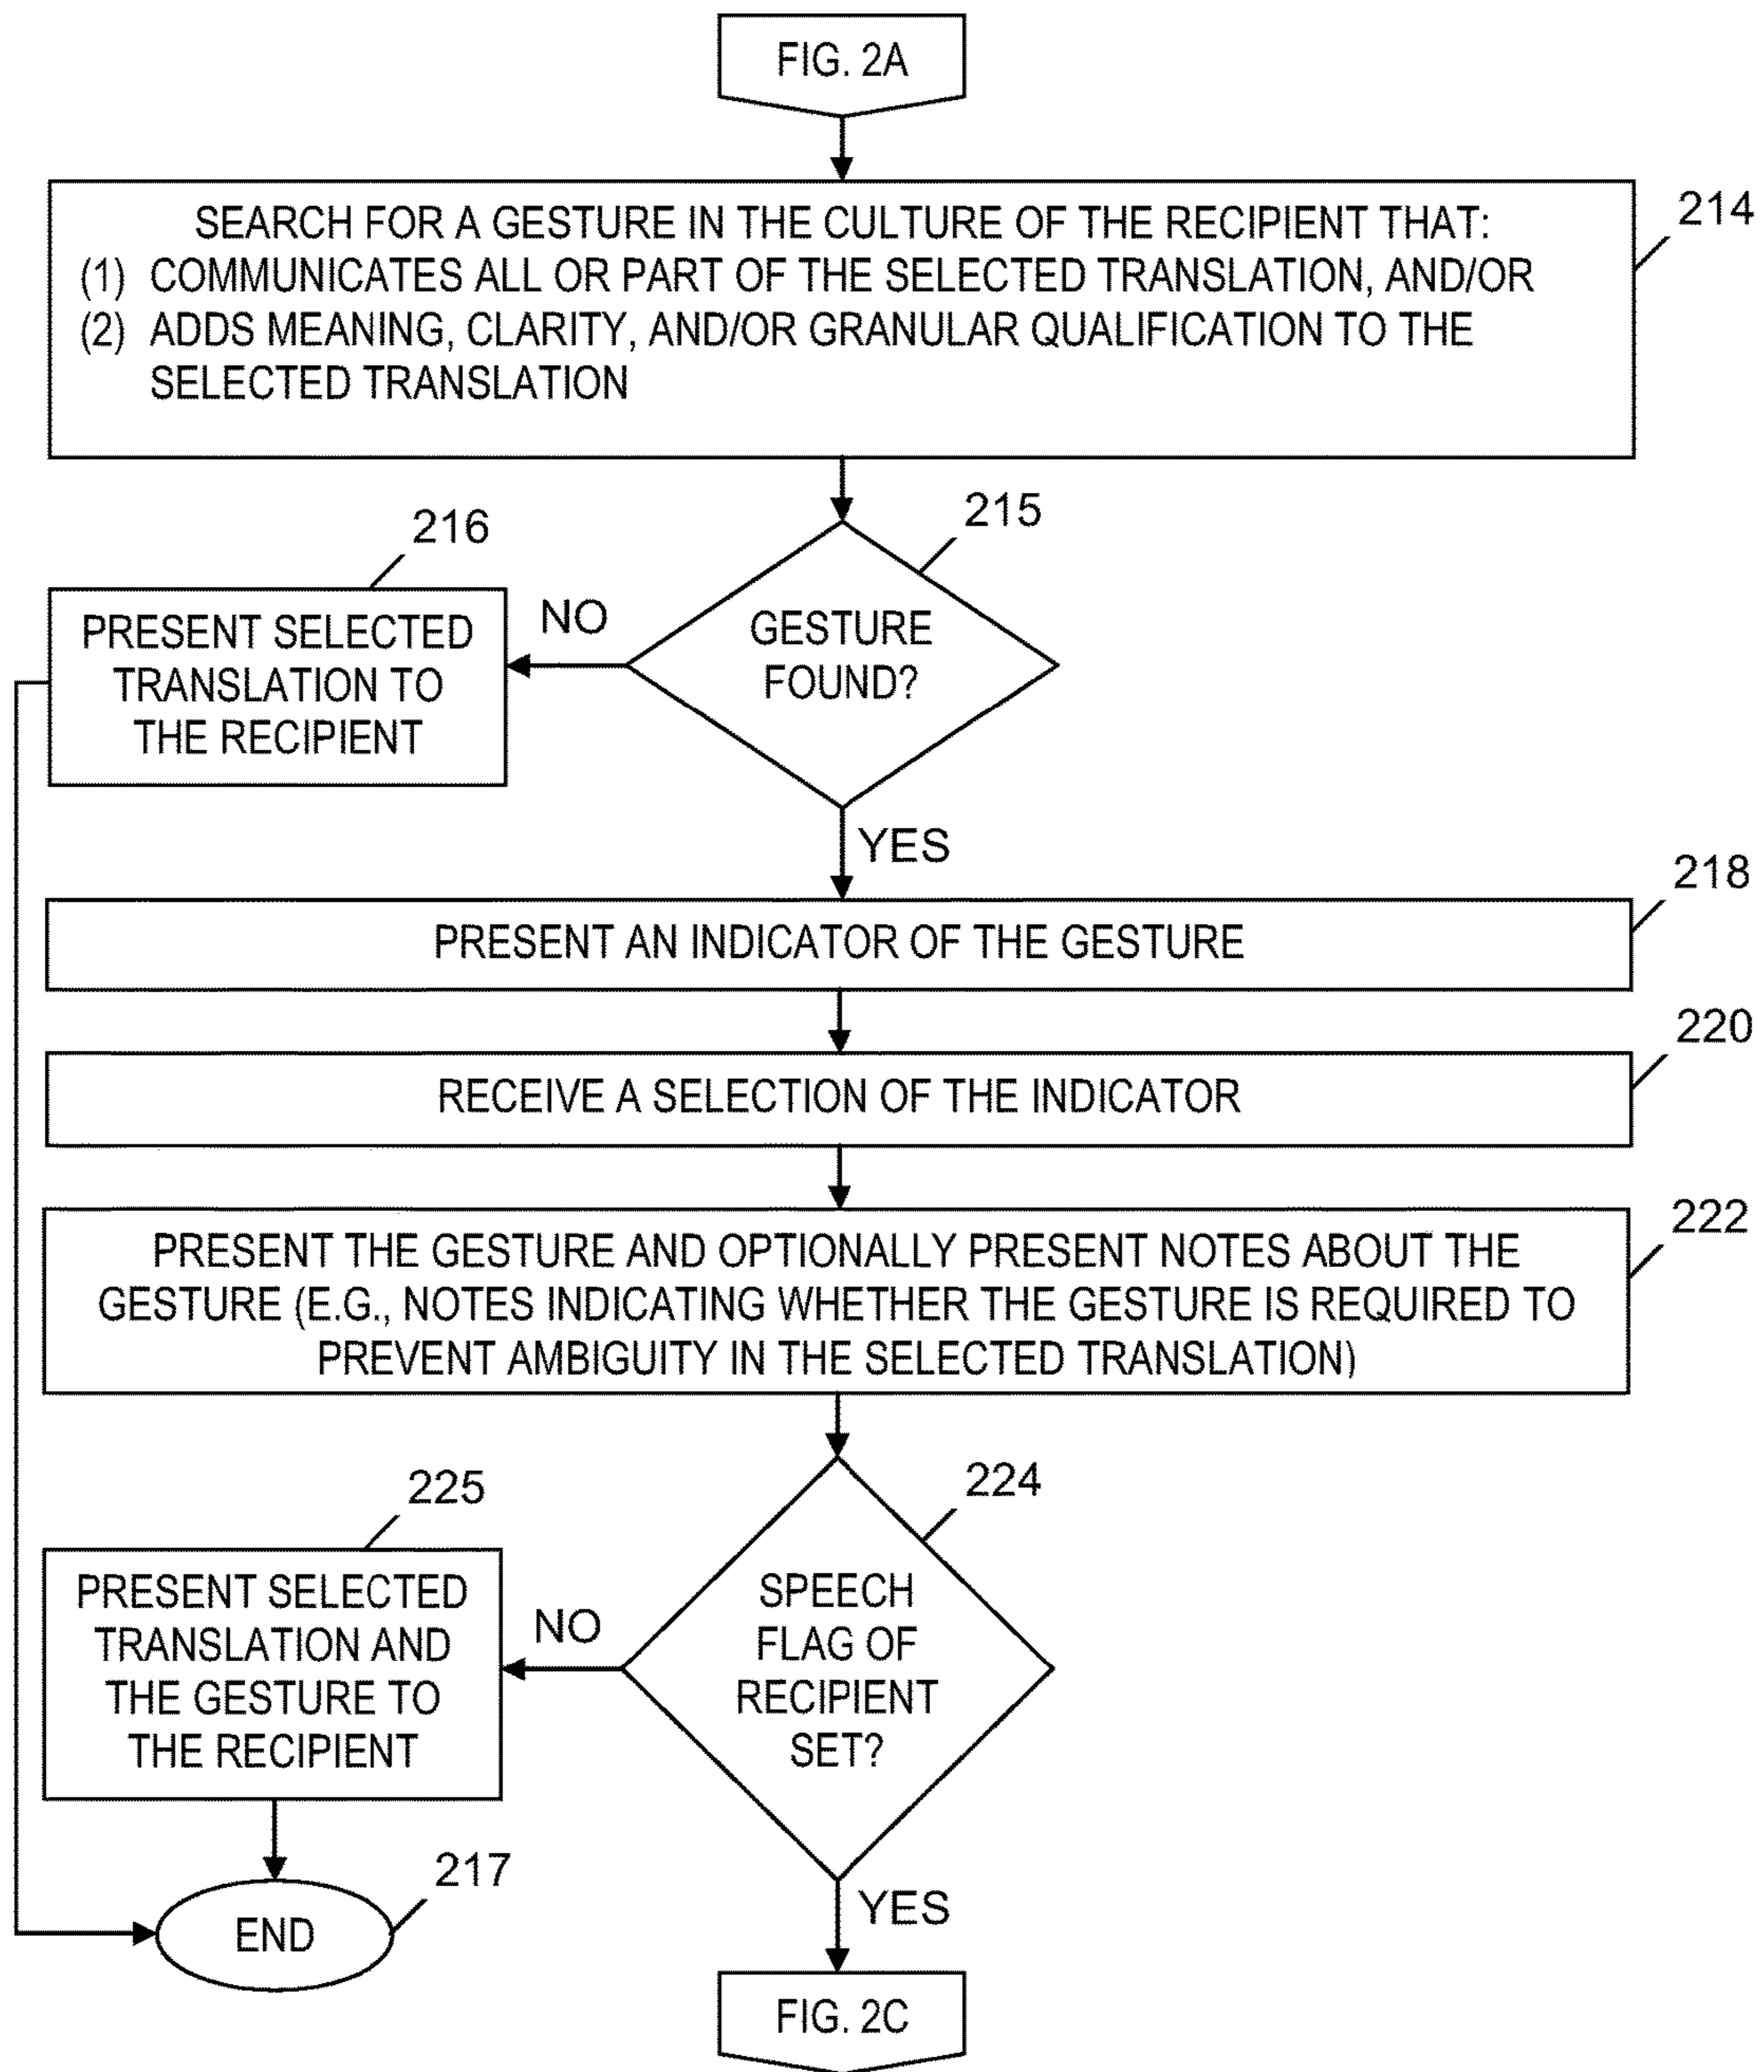 FIG. 2A
214
SEARCH FOR A GESTURE IN THE CULTURE OF THE RECIPIENT THAT:
(1) COMMUNICATES ALL OR PART OF THE SELECTED TRANSLATION, AND/OR
(2) ADDS MEANING, CLARITY, AND/OR GRANULAR QUALIFICATION TO THE
SELECTED TRANSLATION
215
GESTURE
FOUND?
NO
216
PRESENT SELECTED
TRANSLATION TO
THE RECIPIENT
YES
218
PRESENT AN INDICATOR OF THE GESTURE
220
RECEIVE A SELECTION OF THE INDICATOR
222
PRESENT THE GESTURE AND OPTIONALLY PRESENT NOTES ABOUT THE
GESTURE (E.G., NOTES INDICATING WHETHER THE GESTURE IS REQUIRED TO
PREVENT AMBIGUITY IN THE SELECTED TRANSLATION)
224
SPEECH
FLAG OF
RECIPIENT
SET?
NO
225
PRESENT SELECTED
TRANSLATION AND
THE GESTURE TO
THE RECIPIENT
217
END
YES
FIG. 2C